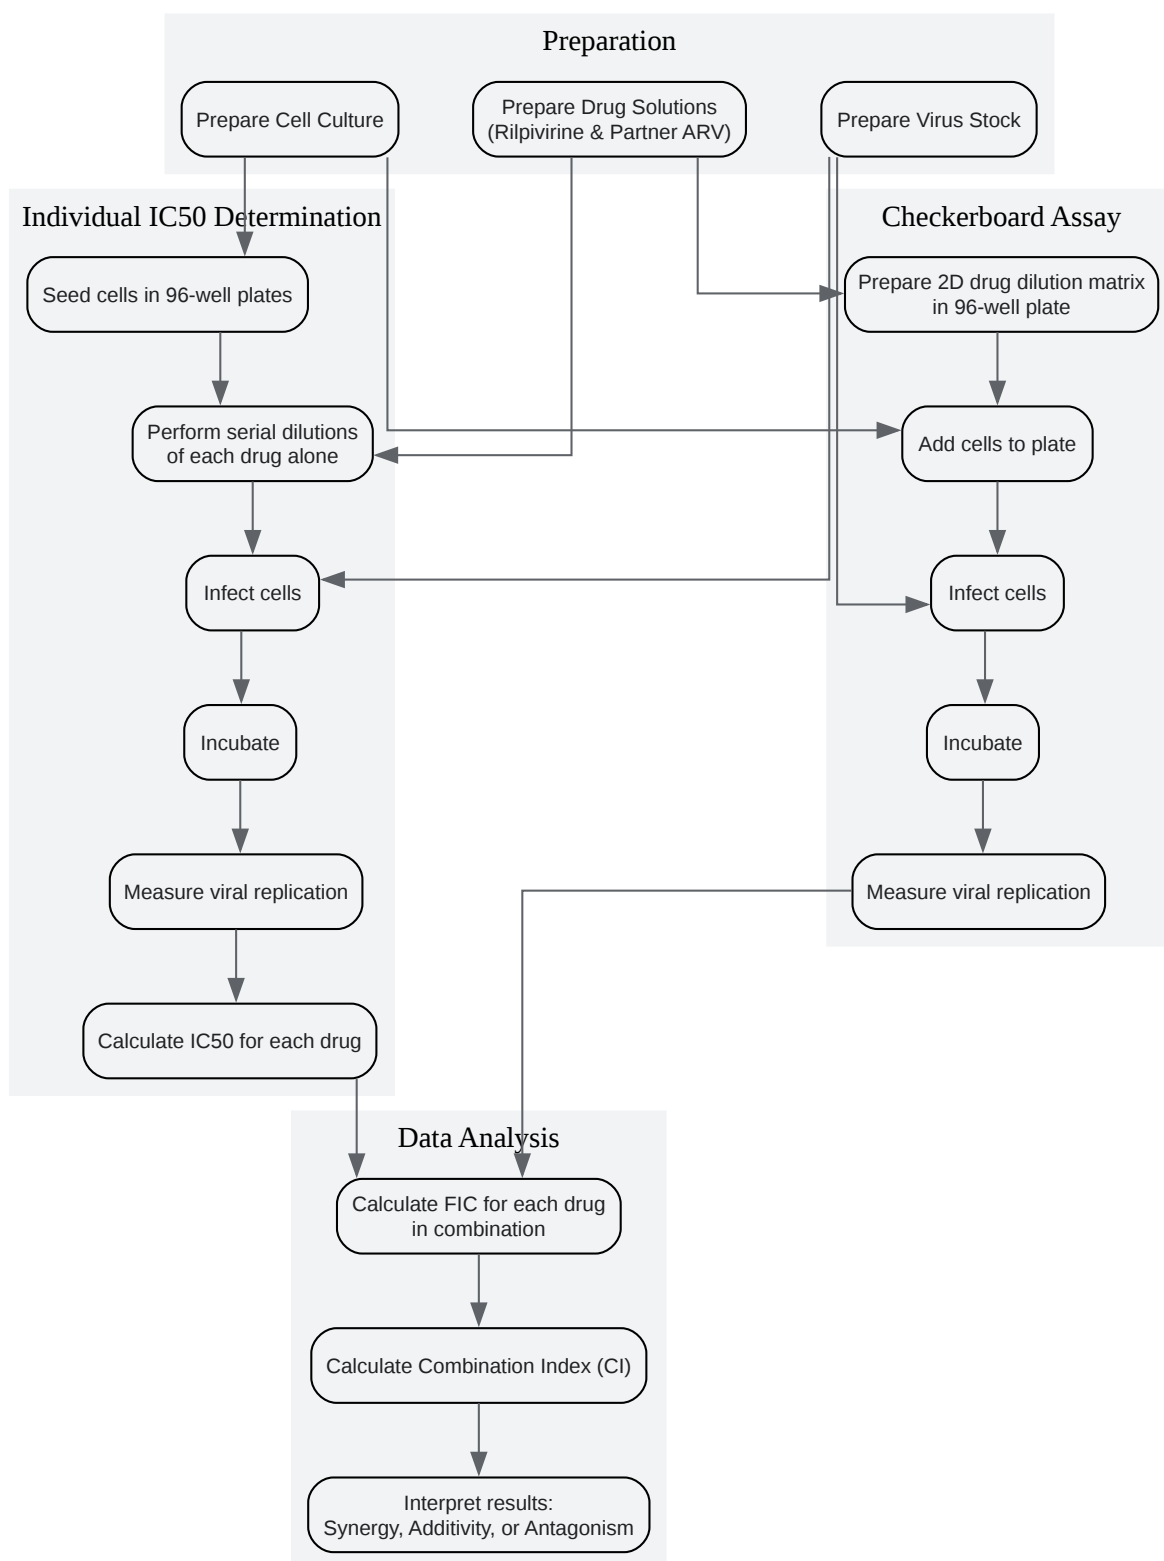 Preparation
Prepare Cell Culture
Prepare Drug Solutions
(Rilpivirine & Partner ARV)
Prepare Virus Stock
Individual IC50 Determination
Seed cells in 96-well plates
Perform serial dilutions
of each drug alone
Infect cells
Incubate
Measure viral replication
Calculate IC50 for each drug
Checkerboard Assay
Prepare 2D drug dilution matrix
in 96-well plate
Add cells to plate
Infect cells
Incubate
Measure viral replication
Data Analysis
Calculate FIC for each drug
in combination
Calculate Combination Index (CI)
Interpret results:
Synergy, Additivity, or Antagonism